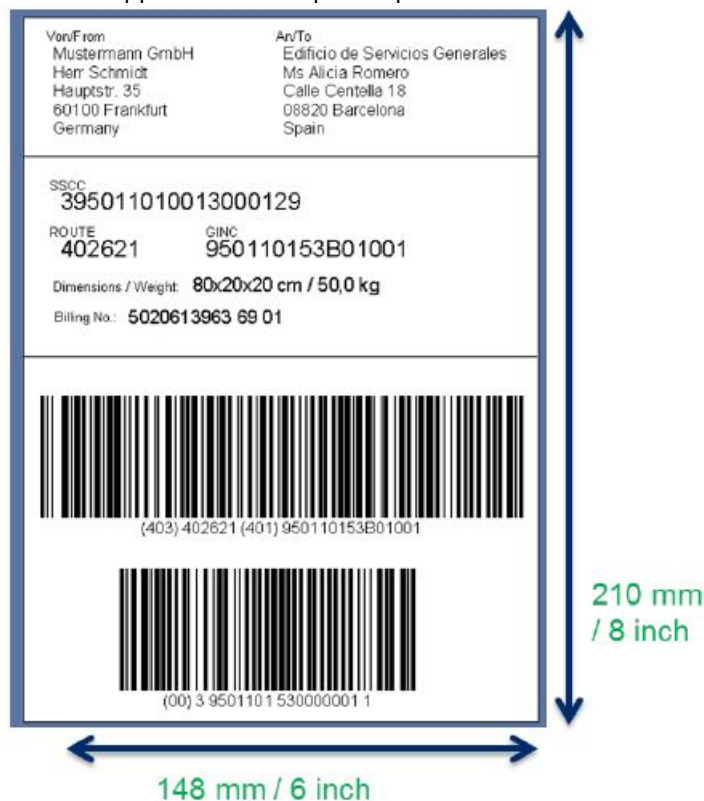 Von/From
Mustermann GmbH
Herr Schmidt
Hauptstr. 35
60100 Frankfurt
Germany
An/To
Edificio de Servicios Generales
Ms Alicia Romero
Calle Centella 18
08820 Barcelona
Spain
SSCC
395011010013000129
ROUTE
402621
GINC
950110153B01001
Dimensions / Weight: 80x20x20 cm / 50,0 kg
Billing No.: 5020613963 69 01
(403) 402621 (401) 950110153B01001
(00) 3 9501101 530000001 1
210 mm
/ 8 inch
148 mm / 6 inch